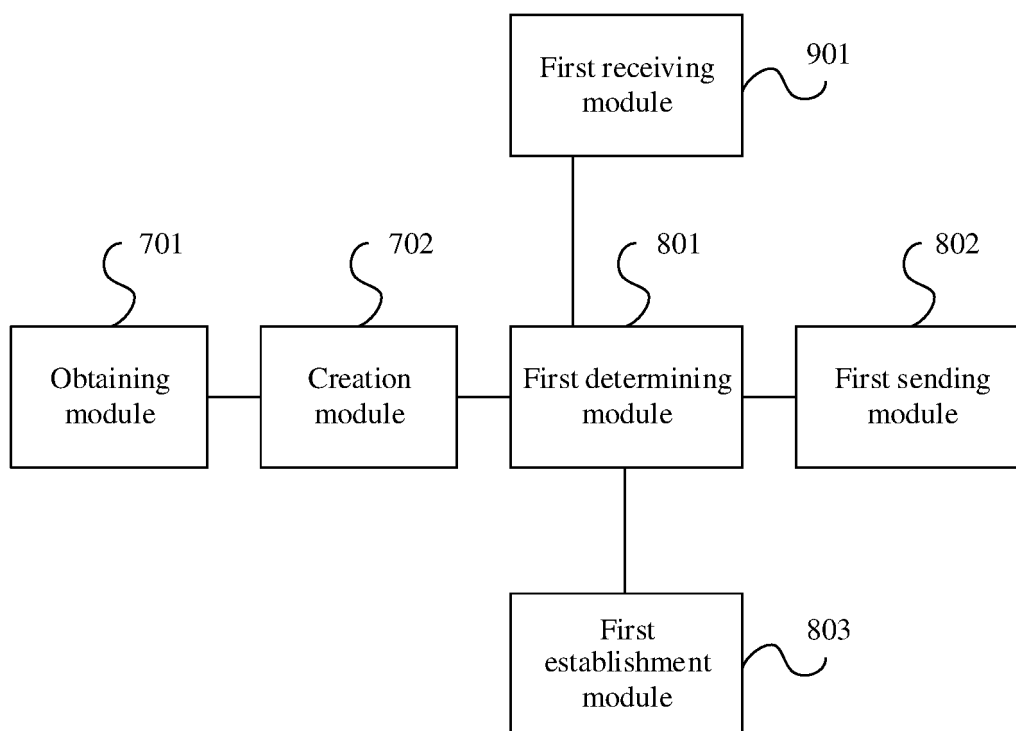 First receiving
module
901
701
702
801
802
Obtaining
module
Creation
module
First determining
module
First sending
module
First
establishment
module
803